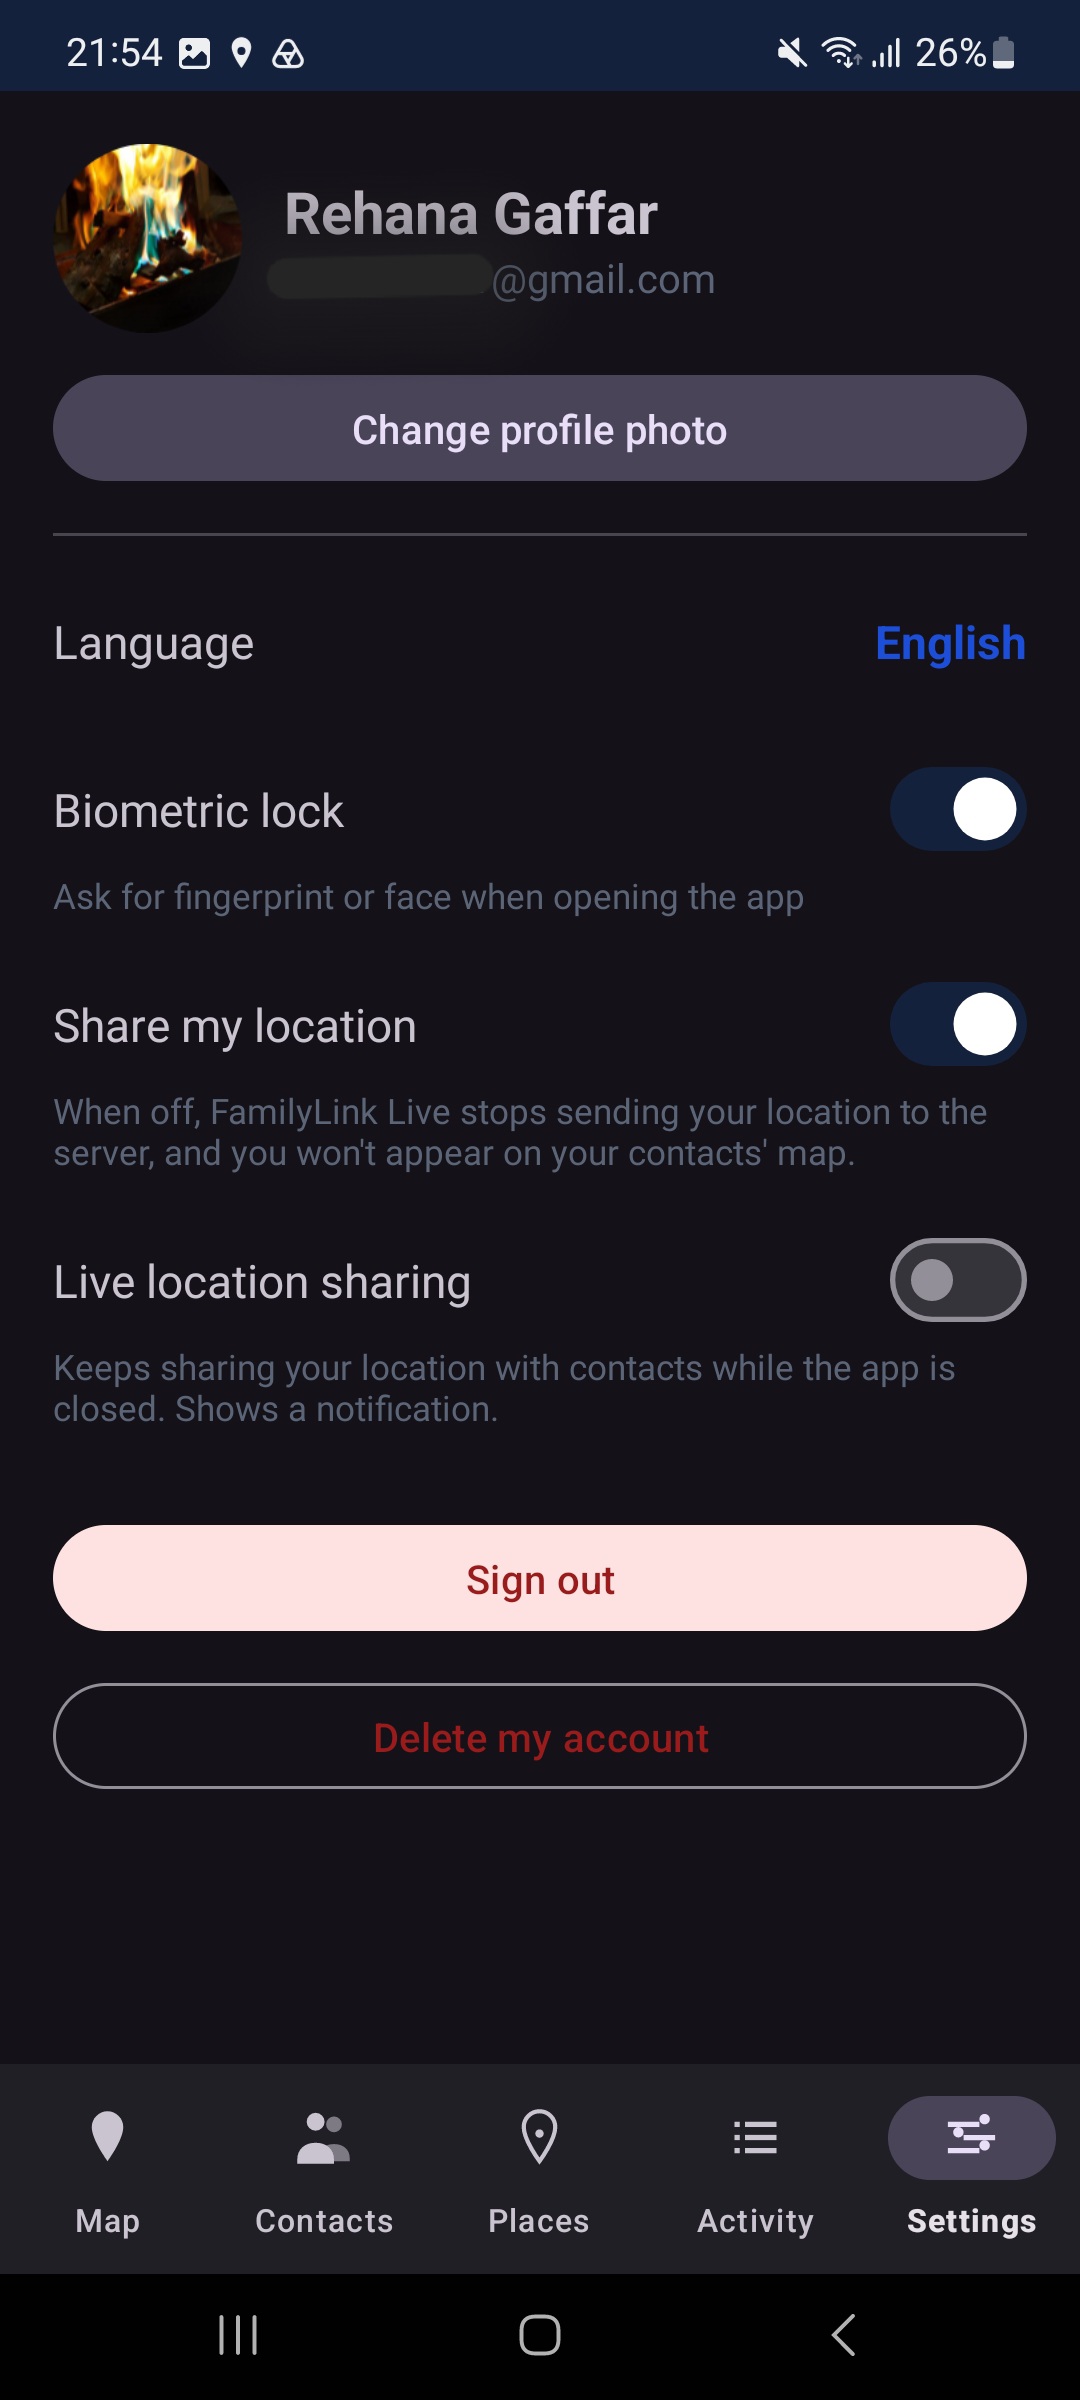 21:54 26%
Rehana Gaffar
@gmail.com
Change profile photo
Language English
Biometric lock
Ask for fingerprint or face when opening the app
Share my location
When off, FamilyLink Live stops sending your location to the
server, and you won't appear on your contacts' map.
Live location sharing
Keeps sharing your location with contacts while the app is
closed. Shows a notification.
Sign out
Delete my account
Map Contacts Places Activity Settings